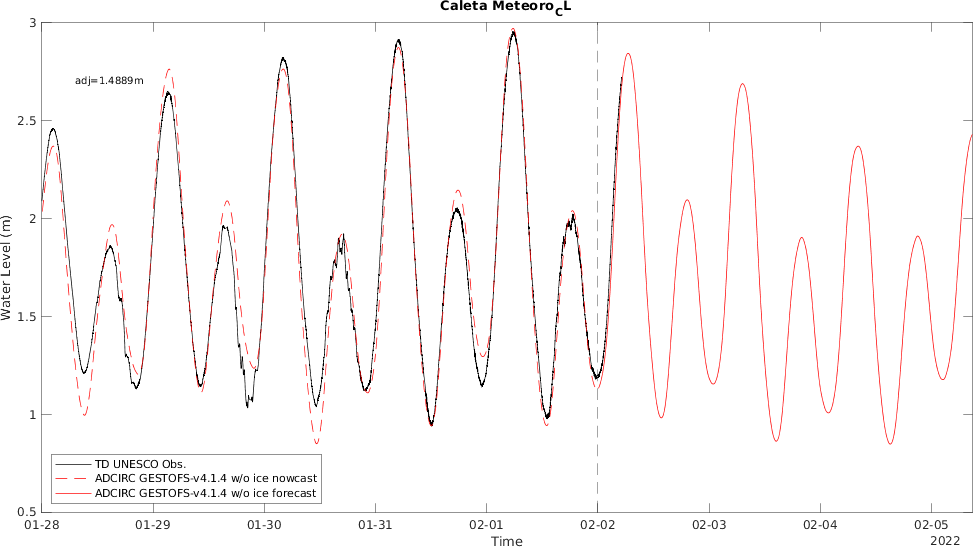 Caleta Meteoro_CL
3
adj=1.4889m
2.5
2
Water Level (m)
1.5
1
TD UNESCO Obs.
ADCIRC GESTOFS-v4.1.4 w/o ice nowcast
ADCIRC GESTOFS-v4.1.4 w/o ice forecast
0.5
01-28 01-29 01-30 01-31 02-01 02-02 02-03 02-04 02-05
Time 2022